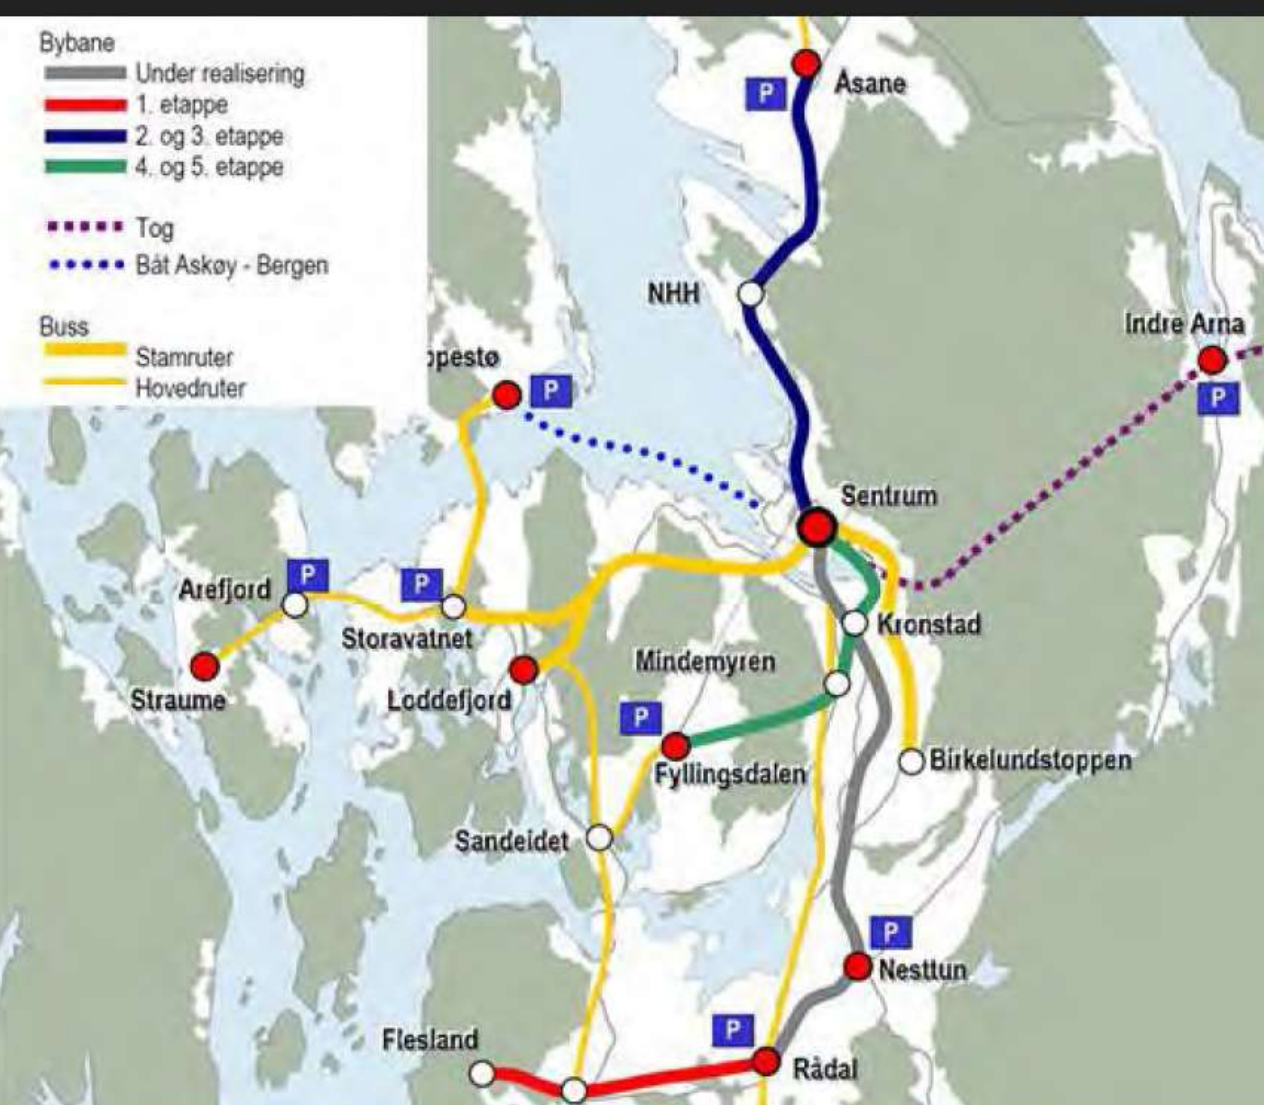 Bybane
Under realisering
1. etappe
2. og 3. etappe
4. og 5. etappe
Tog
Båt Askøy - Bergen
Buss
Stamruter
Hovedruter
Åsane
P
NHH
Indre Arna
P
ppestø
P
Sentrum
Arefjord
P
P
Storavatnet
Kronstad
Straume
Loddefjord
Mindemyren
P
Fyllingsdalen
Birkelundstoppen
Sandeidet
P
Nesttun
Flesland
P
Rådal